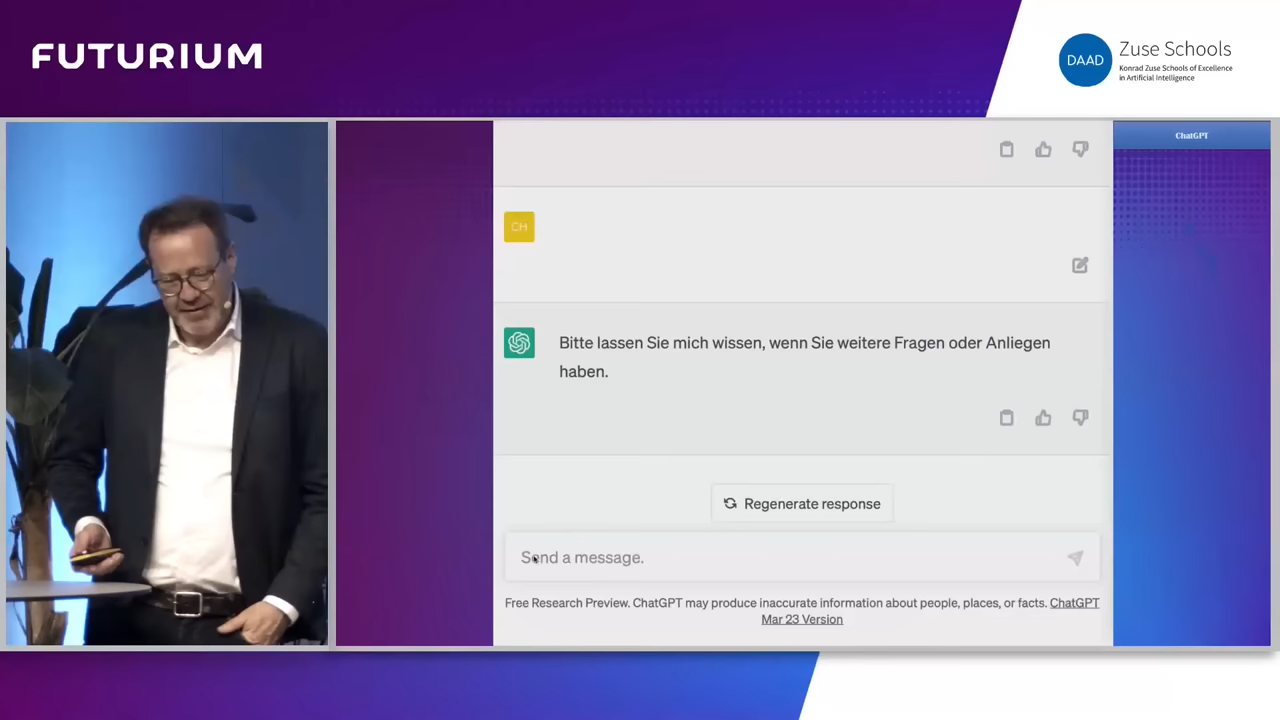 FUTURIUM
DAAD
Zuse Schools
Konrad Zuse Schools of Excellence
in Artificial Intelligence
ChatGPT
CH
Bitte lassen Sie mich wissen, wenn Sie weitere Fragen oder Anliegen
haben.
Regenerate response
Send a message.
Free Research Preview. ChatGPT may produce inaccurate information about people, places, or facts. ChatGPT
Mar 23 Version